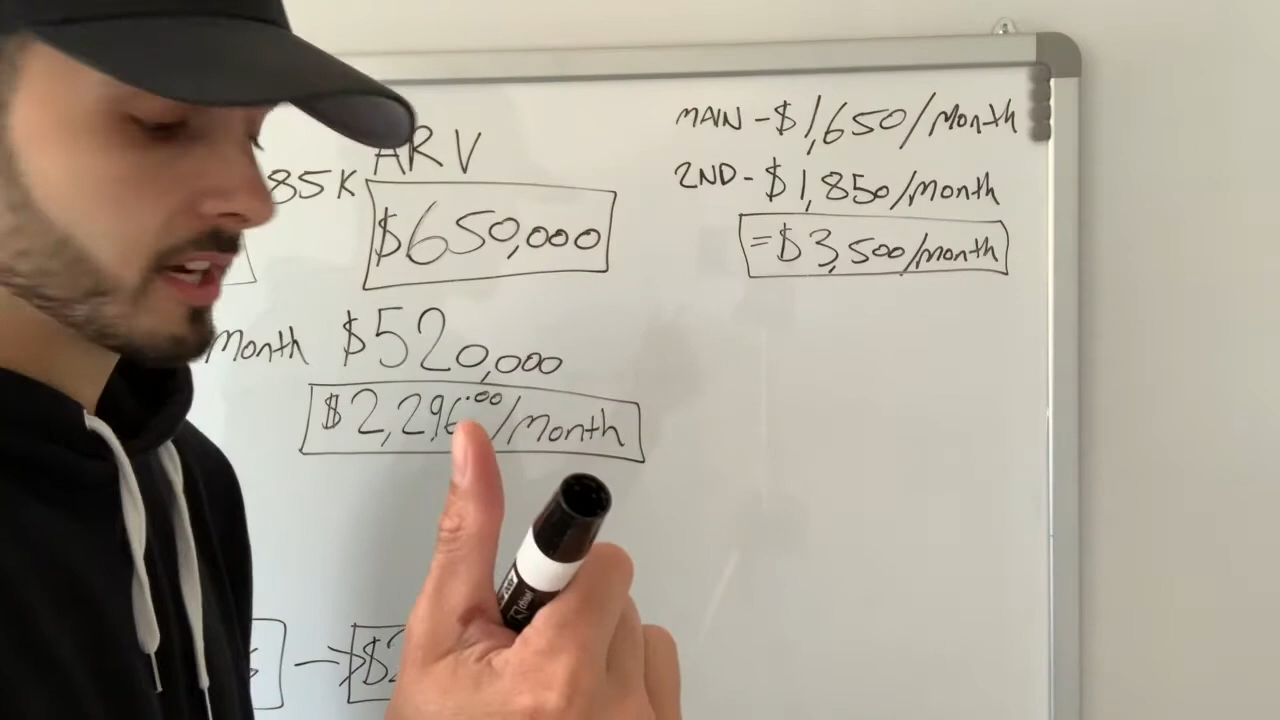 ARV
85K
$650,000
Month $520,000
$2,296.00/month
MAIN - $1,650/Month
2ND - $1,850/month
= $3,500/month
→ $2